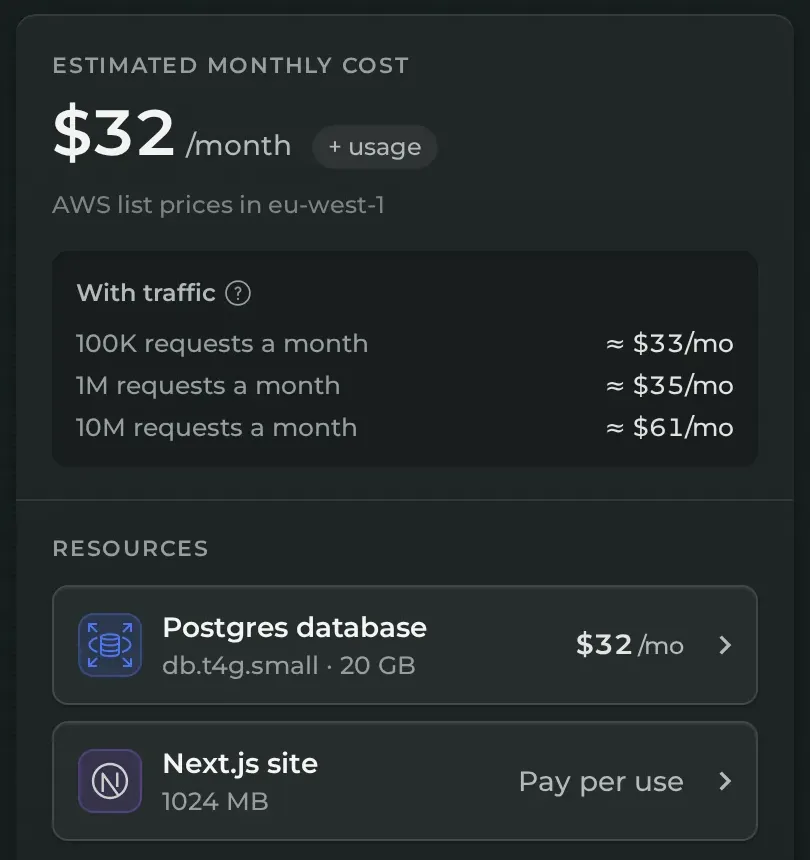 ESTIMATED MONTHLY COST
$32 /month + usage
AWS list prices in eu-west-1
With traffic ?
100K requests a month ≈ $33/mo
1M requests a month ≈ $35/mo
10M requests a month ≈ $61/mo
RESOURCES
Postgres database
db.t4g.small · 20 GB
$32 /mo
N
Next.js site
1024 MB
Pay per use